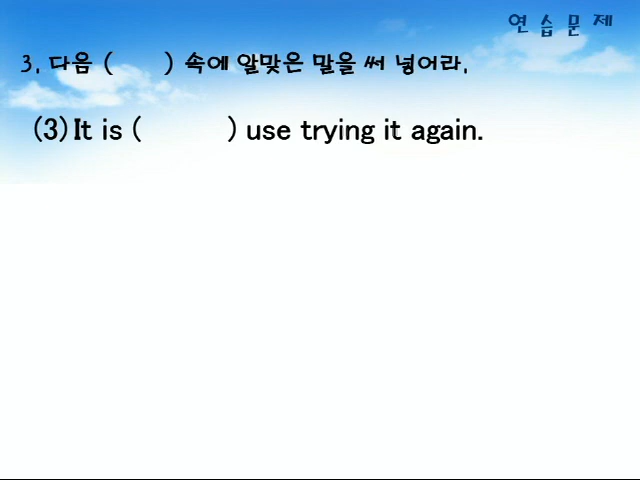 연습문제
3. 다음 (      ) 속에 알맞은 말을 써 넣어라.
(3) It is (          ) use trying it again.